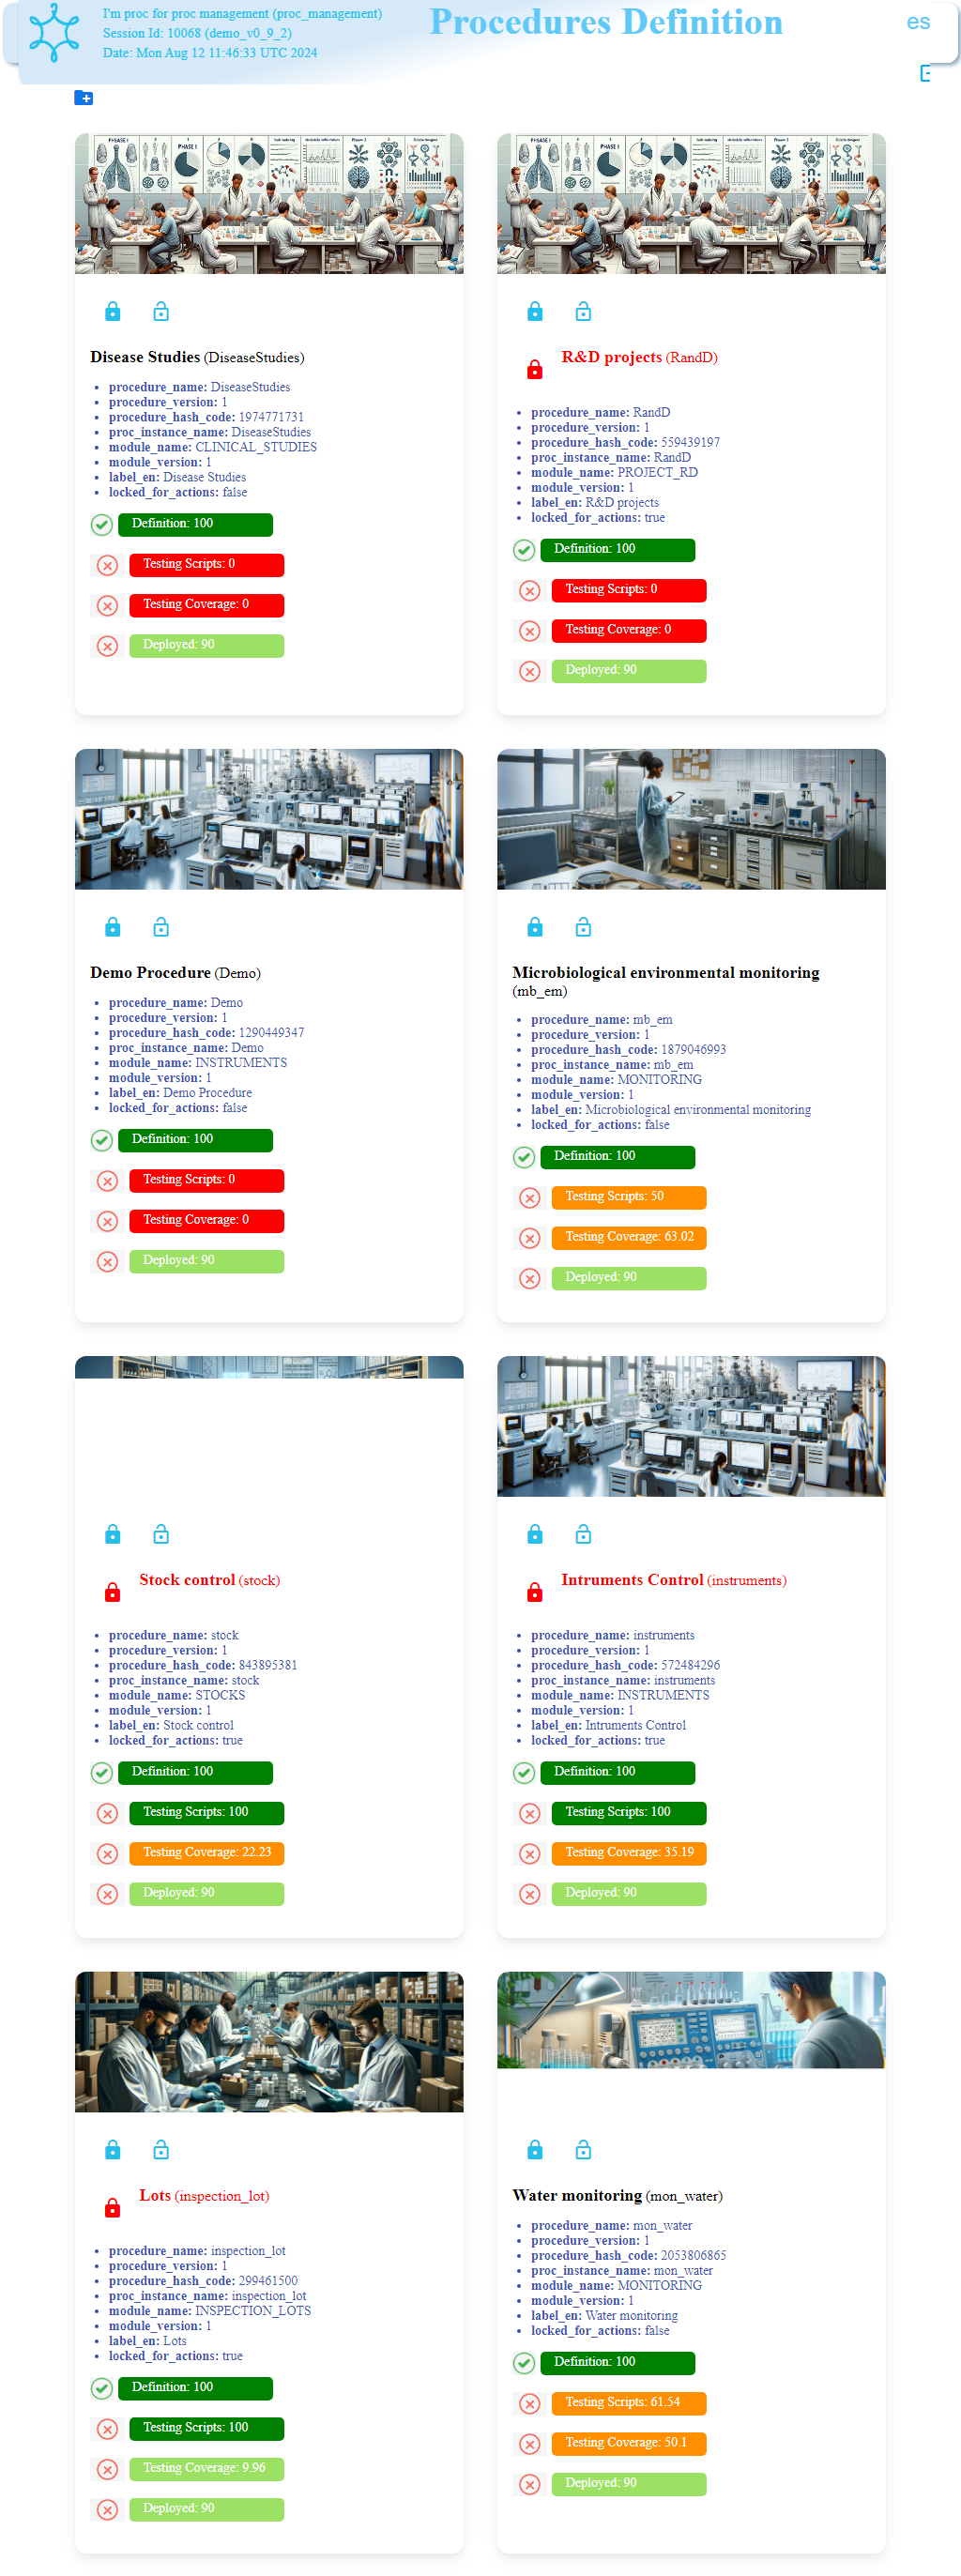 I'm proc for proc management (proc_management)
Session Id: 10068 (demo_v0_9_2)
Date: Mon Aug 12 11:46:33 UTC 2024
Procedures Definition
es
PHASE I
PHASE I
Disease Studies (DiseaseStudies)
procedure_name: DiseaseStudies
procedure_version: 1
procedure_hash_code: 1974771731
proc_instance_name: DiseaseStudies
module_name: CLINICAL_STUDIES
module_version: 1
label_en: Disease Studies
locked_for_actions: false
Definition: 100
Testing Scripts: 0
Testing Coverage: 0
Deployed: 90
PHASE I
PHASE I
R&D projects (RandD)
procedure_name: RandD
procedure_version: 1
procedure_hash_code: 559439197
proc_instance_name: RandD
module_name: PROJECT_RD
module_version: 1
label_en: R&D projects
locked_for_actions: true
Definition: 100
Testing Scripts: 0
Testing Coverage: 0
Deployed: 90
Demo Procedure (Demo)
procedure_name: Demo
procedure_version: 1
procedure_hash_code: 1290449347
proc_instance_name: Demo
module_name: INSTRUMENTS
module_version: 1
label_en: Demo Procedure
locked_for_actions: false
Definition: 100
Testing Scripts: 0
Testing Coverage: 0
Deployed: 90
Microbiological environmental monitoring
(mb_em)
procedure_name: mb_em
procedure_version: 1
procedure_hash_code: 1879046993
proc_instance_name: mb_em
module_name: MONITORING
module_version: 1
label_en: Microbiological environmental monitoring
locked_for_actions: false
Definition: 100
Testing Scripts: 50
Testing Coverage: 63.02
Deployed: 90
Stock control (stock)
procedure_name: stock
procedure_version: 1
procedure_hash_code: 843895381
proc_instance_name: stock
module_name: STOCKS
module_version: 1
label_en: Stock control
locked_for_actions: true
Definition: 100
Testing Scripts: 100
Testing Coverage: 22.23
Deployed: 90
Intruments Control (instruments)
procedure_name: instruments
procedure_version: 1
procedure_hash_code: 572484296
proc_instance_name: instruments
module_name: INSTRUMENTS
module_version: 1
label_en: Intruments Control
locked_for_actions: true
Definition: 100
Testing Scripts: 100
Testing Coverage: 35.19
Deployed: 90
Lots (inspection_lot)
procedure_name: inspection_lot
procedure_version: 1
procedure_hash_code: 299461500
proc_instance_name: inspection_lot
module_name: INSPECTION_LOTS
module_version: 1
label_en: Lots
locked_for_actions: true
Definition: 100
Testing Scripts: 100
Testing Coverage: 9.96
Deployed: 90
Water monitoring (mon_water)
procedure_name: mon_water
procedure_version: 1
procedure_hash_code: 2053806865
proc_instance_name: mon_water
module_name: MONITORING
module_version: 1
label_en: Water monitoring
locked_for_actions: false
Definition: 100
Testing Scripts: 61.54
Testing Coverage: 50.1
Deployed: 90